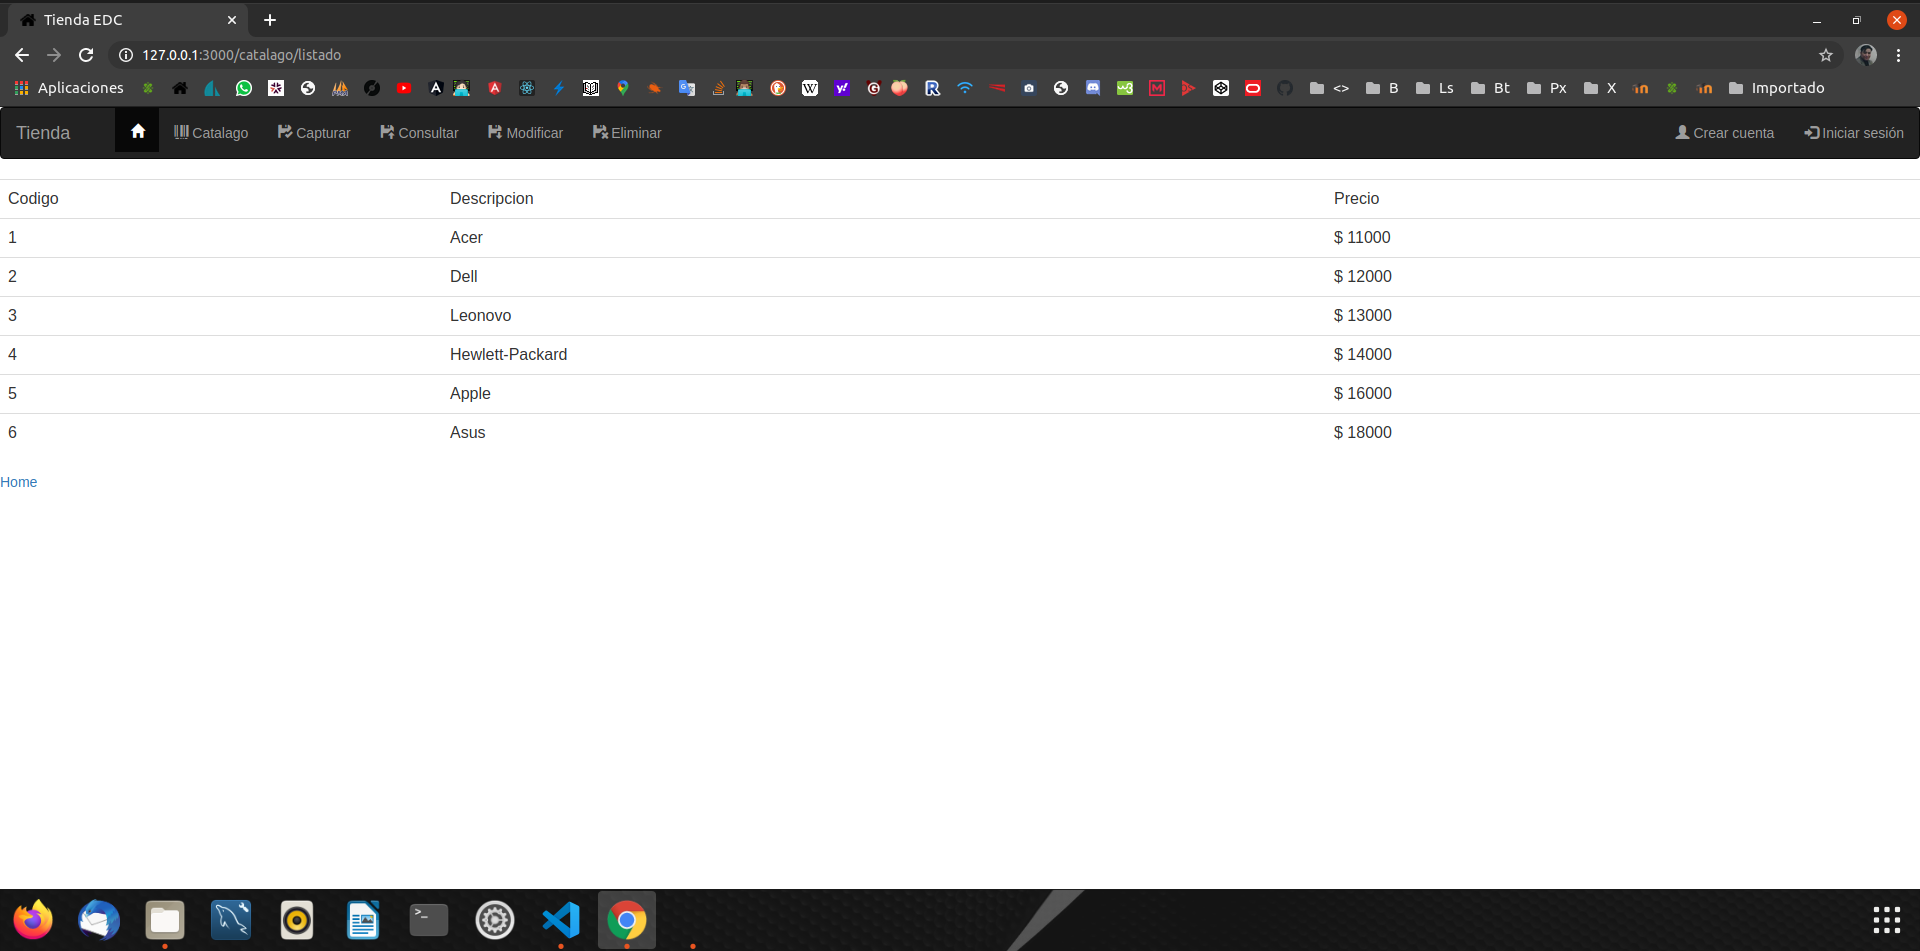 Tienda EDC
127.0.0.1:3000/catalago/listado
Aplicaciones <> B Ls Bt Px X Importado
Tienda Catalago Capturar Consultar Modificar Eliminar Crear cuenta Iniciar sesión
Codigo Descripcion Precio
1 Acer $ 11000
2 Dell $ 12000
3 Leonovo $ 13000
4 Hewlett-Packard $ 14000
5 Apple $ 16000
6 Asus $ 18000
Home